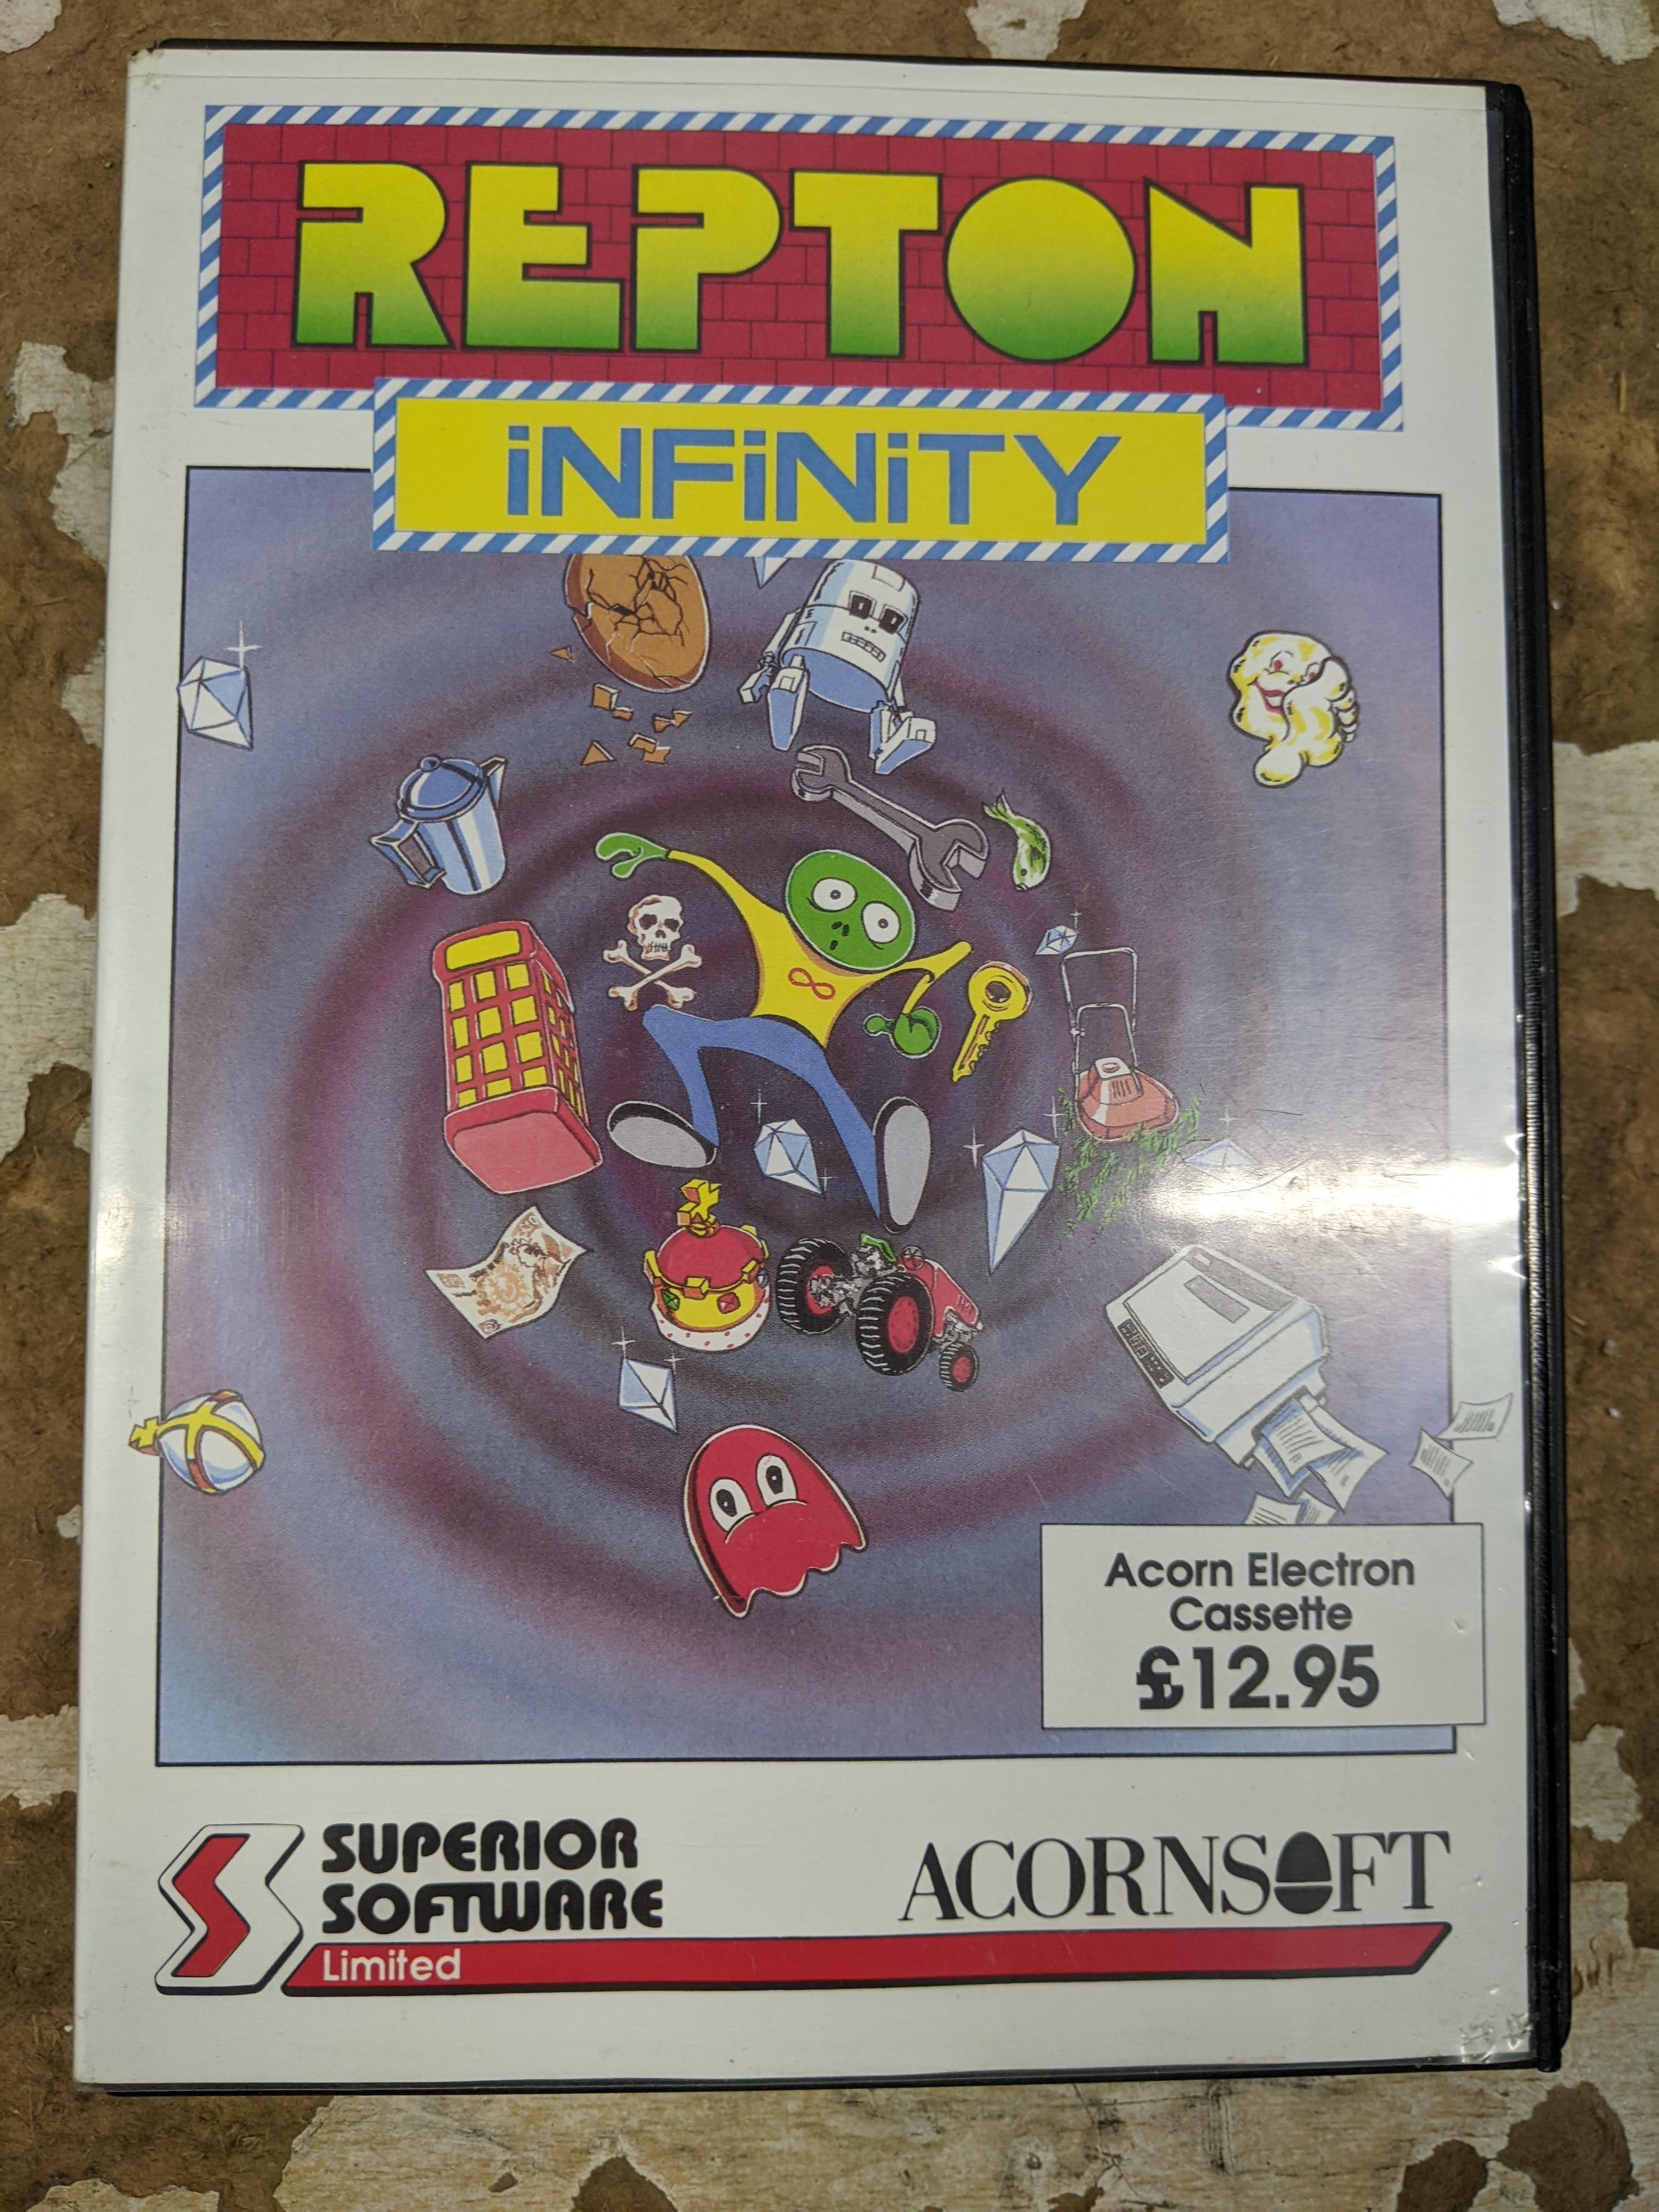 REPTON
iNFiNiTY
Acorn Electron
Cassette
£12.95
SUPERIOR
SOFTWARE
Limited
ACORNSOFT